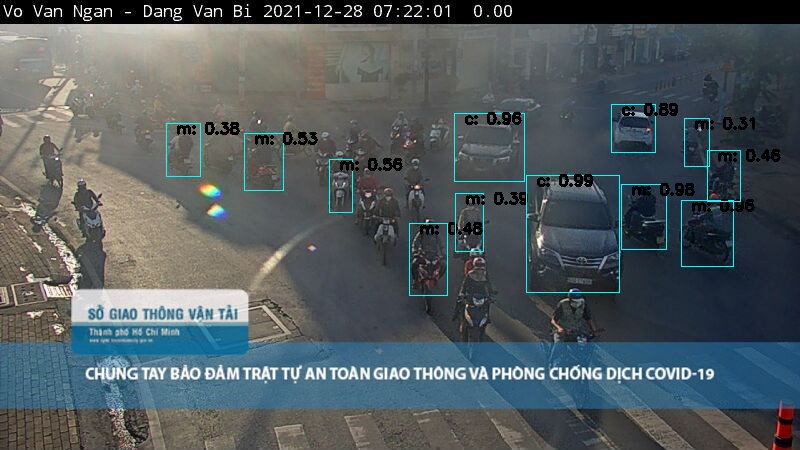 Vo Van Ngan - Dang Van Bi 2021-12-28 07:22:01 0.00
c: 0.96
c: 0.89
m: 0.38
m: 0.53
m: 0.31
m: 0.56
m: 0.46
c: 0.99
m: 0.98
m: 0.39
m: 0.96
m: 0.48
SỞ GIAO THÔNG VẬN TẢI
Thành phố Hồ Chí Minh
CHUNG TAY BẢO ĐẢM TRẬT TỰ AN TOÀN GIAO THÔNG VÀ PHÒNG CHỐNG DỊCH COVID-19